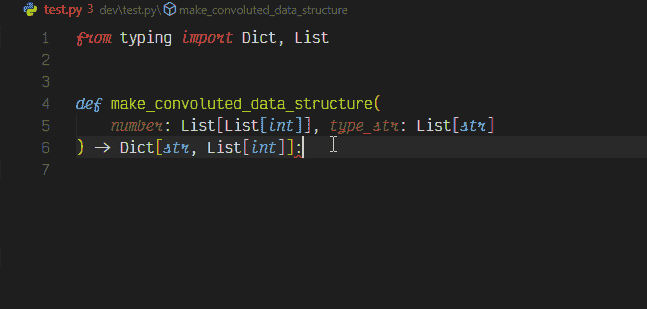 test.py 3 dev\test.py\ make_convoluted_data_structure
1 from typing import Dict, List
2
3
4 def make_convoluted_data_structure(
5 number: List[List[int]], type_str: List[str]
6 ) → Dict[str, List[int]]:
7